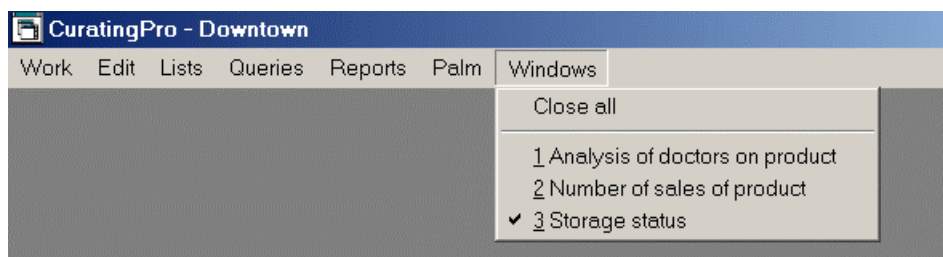 CuratingPro - Downtown
Work Edit Lists Queries Reports Palm Windows
Close all
1 Analysis of doctors on product
2 Number of sales of product
3 Storage status